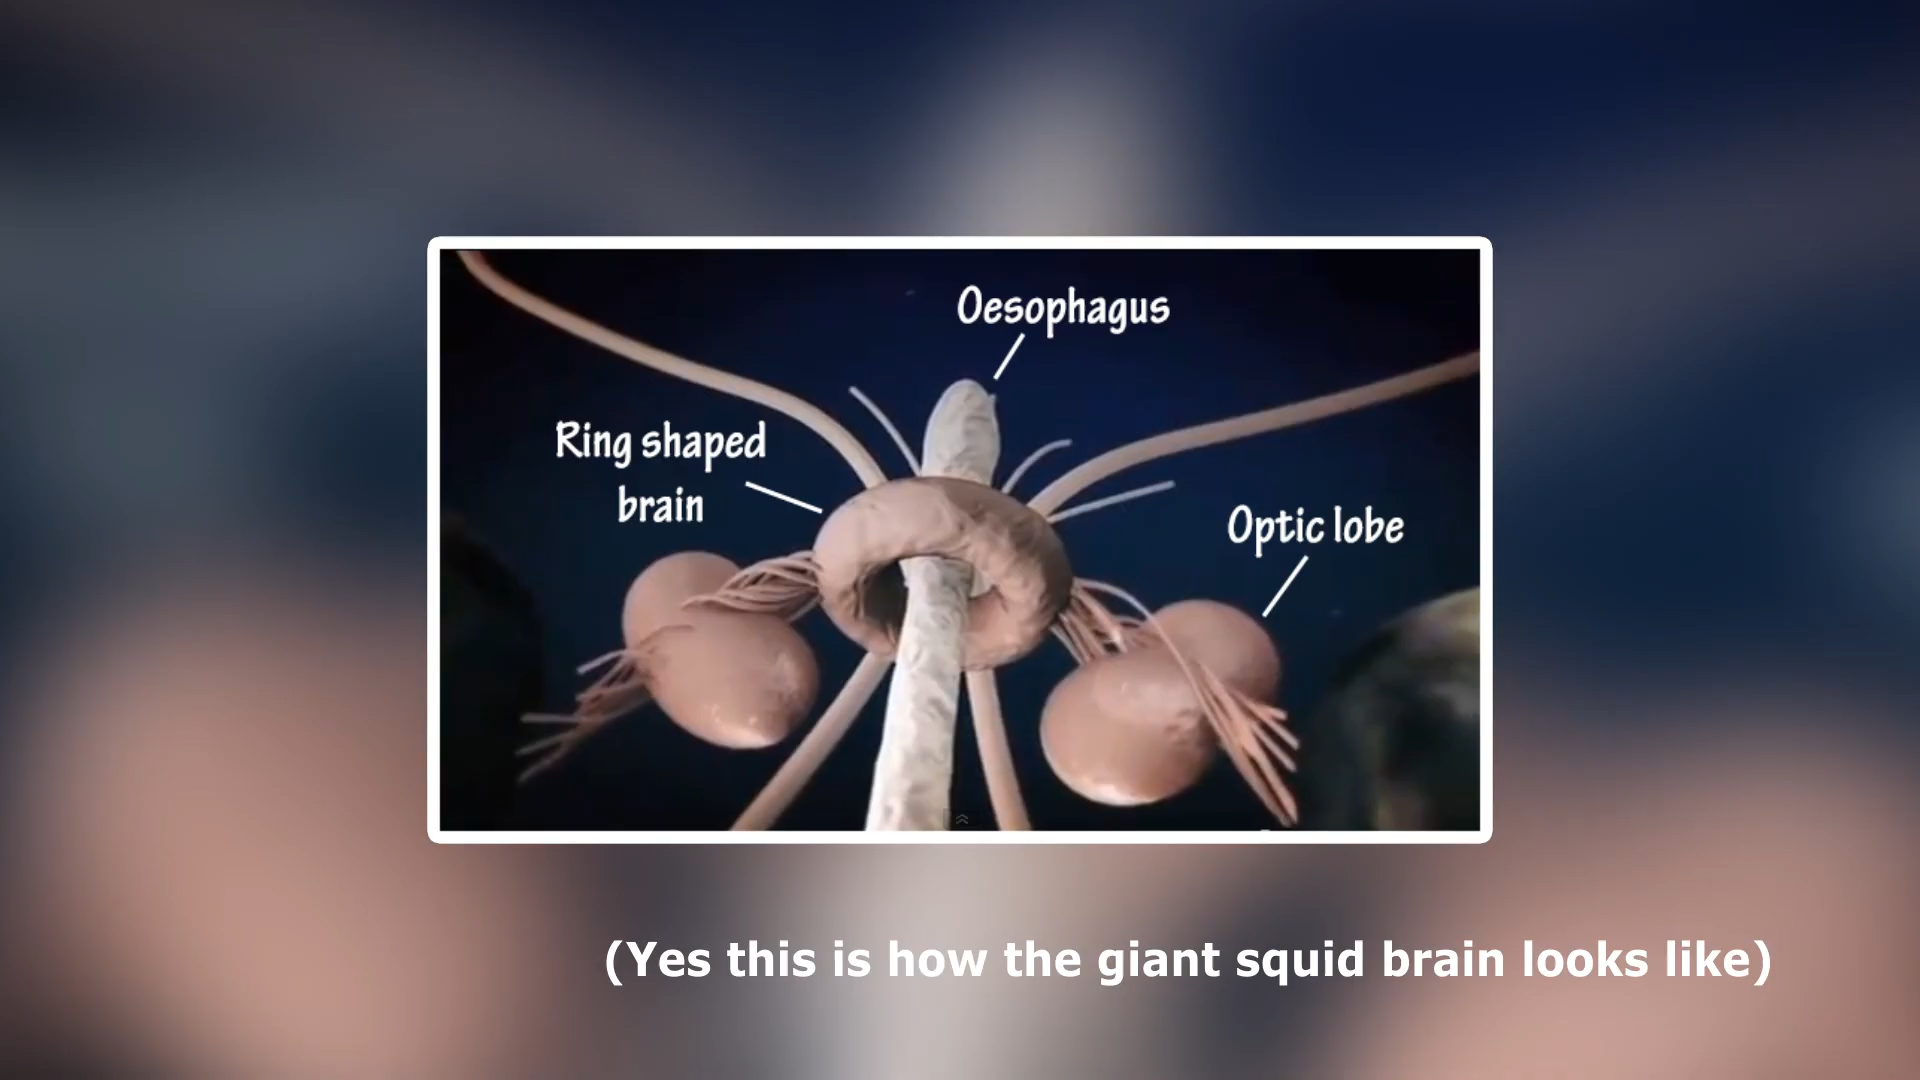 Oesophagus
Ring shaped
brain
Optic lobe
(Yes this is how the giant squid brain looks like)